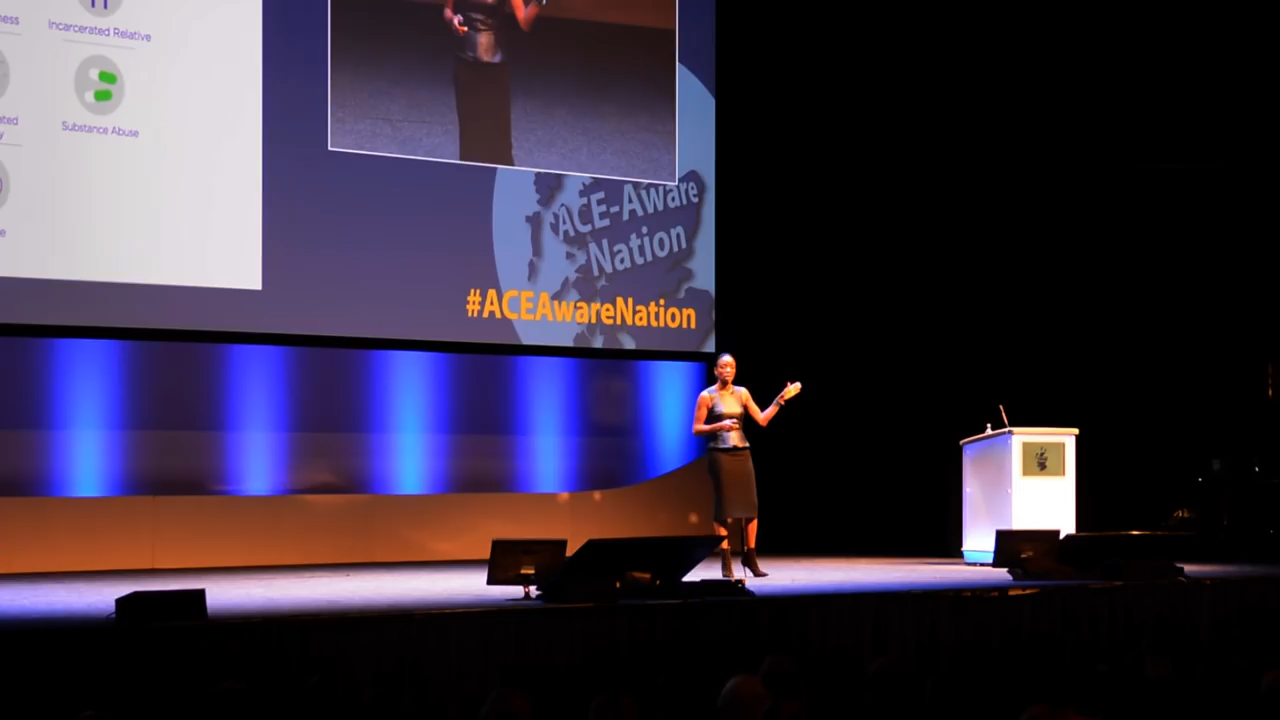 Incarcerated Relative
Substance Abuse
ACE-Aware
Nation
#ACEAwareNation